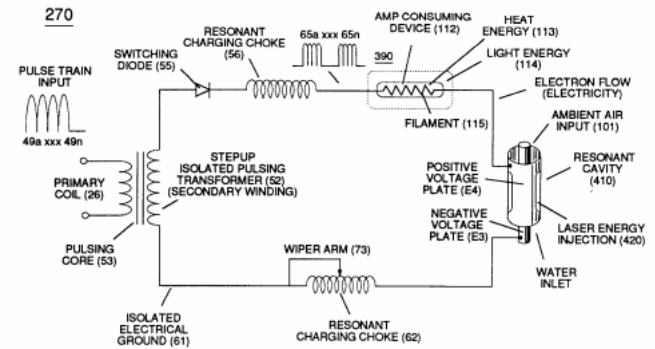 270
PULSE TRAIN
INPUT
49a xxx 49n
SWITCHING
DIODE (55)
RESONANT
CHARGING CHOKE
(56)
65a xxx 65n
390
AMP CONSUMING
DEVICE (112)
HEAT
ENERGY (113)
LIGHT ENERGY
(114)
FILAMENT (115)
ELECTRON FLOW
(ELECTRICITY)
AMBIENT AIR
INPUT (101)
PRIMARY
COIL (26)
PULSING
CORE (53)
STEPUP
ISOLATED PULSING
TRANSFORMER (52)
(SECONDARY WINDING)
POSITIVE
VOLTAGE
PLATE (E4)
RESONANT
CAVITY
(410)
NEGATIVE
VOLTAGE
PLATE (E3)
LASER ENERGY
INJECTION (420)
WATER
INLET
WIPER ARM (73)
ISOLATED
ELECTRICAL
GROUND (61)
RESONANT
CHARGING CHOKE (62)